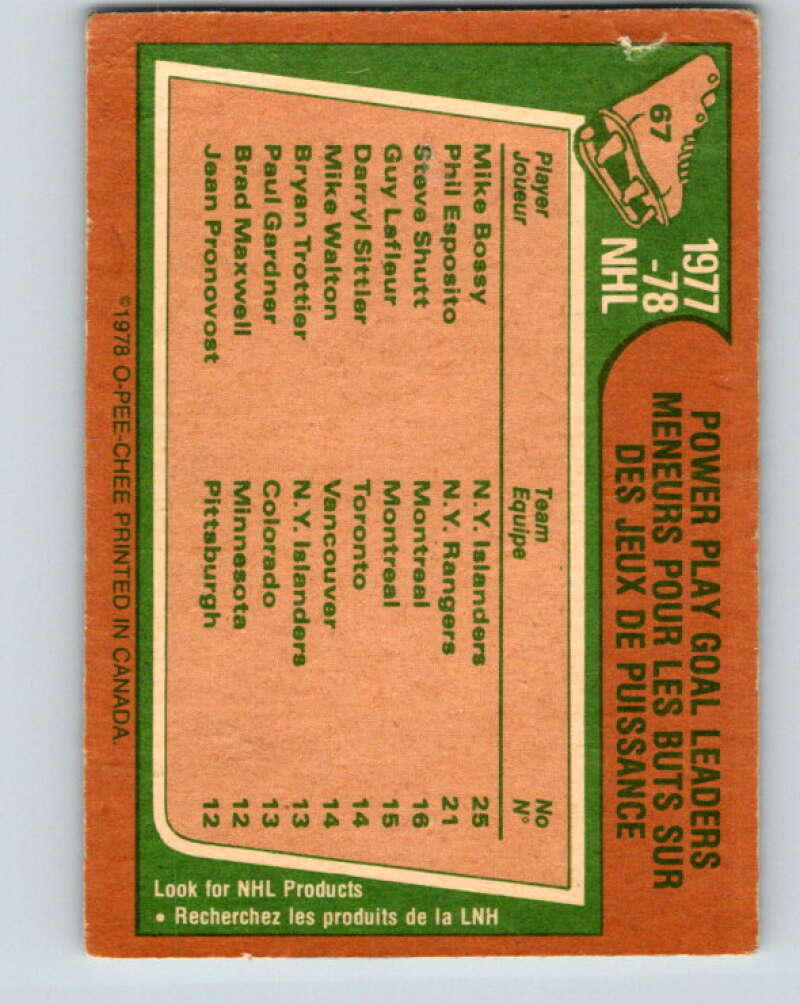 67
1977
-78
NHL
POWER PLAY GOAL LEADERS
MENEURS POUR LES BUTS SUR
DES JEUX DE PUISSANCE
Player Team No
Joueur Equipe N°
Mike Bossy N.Y. Islanders 25
Phil Esposito N.Y. Rangers 21
Steve Shutt Montreal 16
Guy Lafleur Montreal 15
Darryl Sittler Toronto 14
Mike Walton Vancouver 14
Bryan Trottier N.Y. Islanders 13
Paul Gardner Colorado 13
Brad Maxwell Minnesota 12
Jean Pronovost Pittsburgh 12
Look for NHL Products
• Recherchez les produits de la LNH
©1978 O-PEE-CHEE PRINTED IN CANADA.